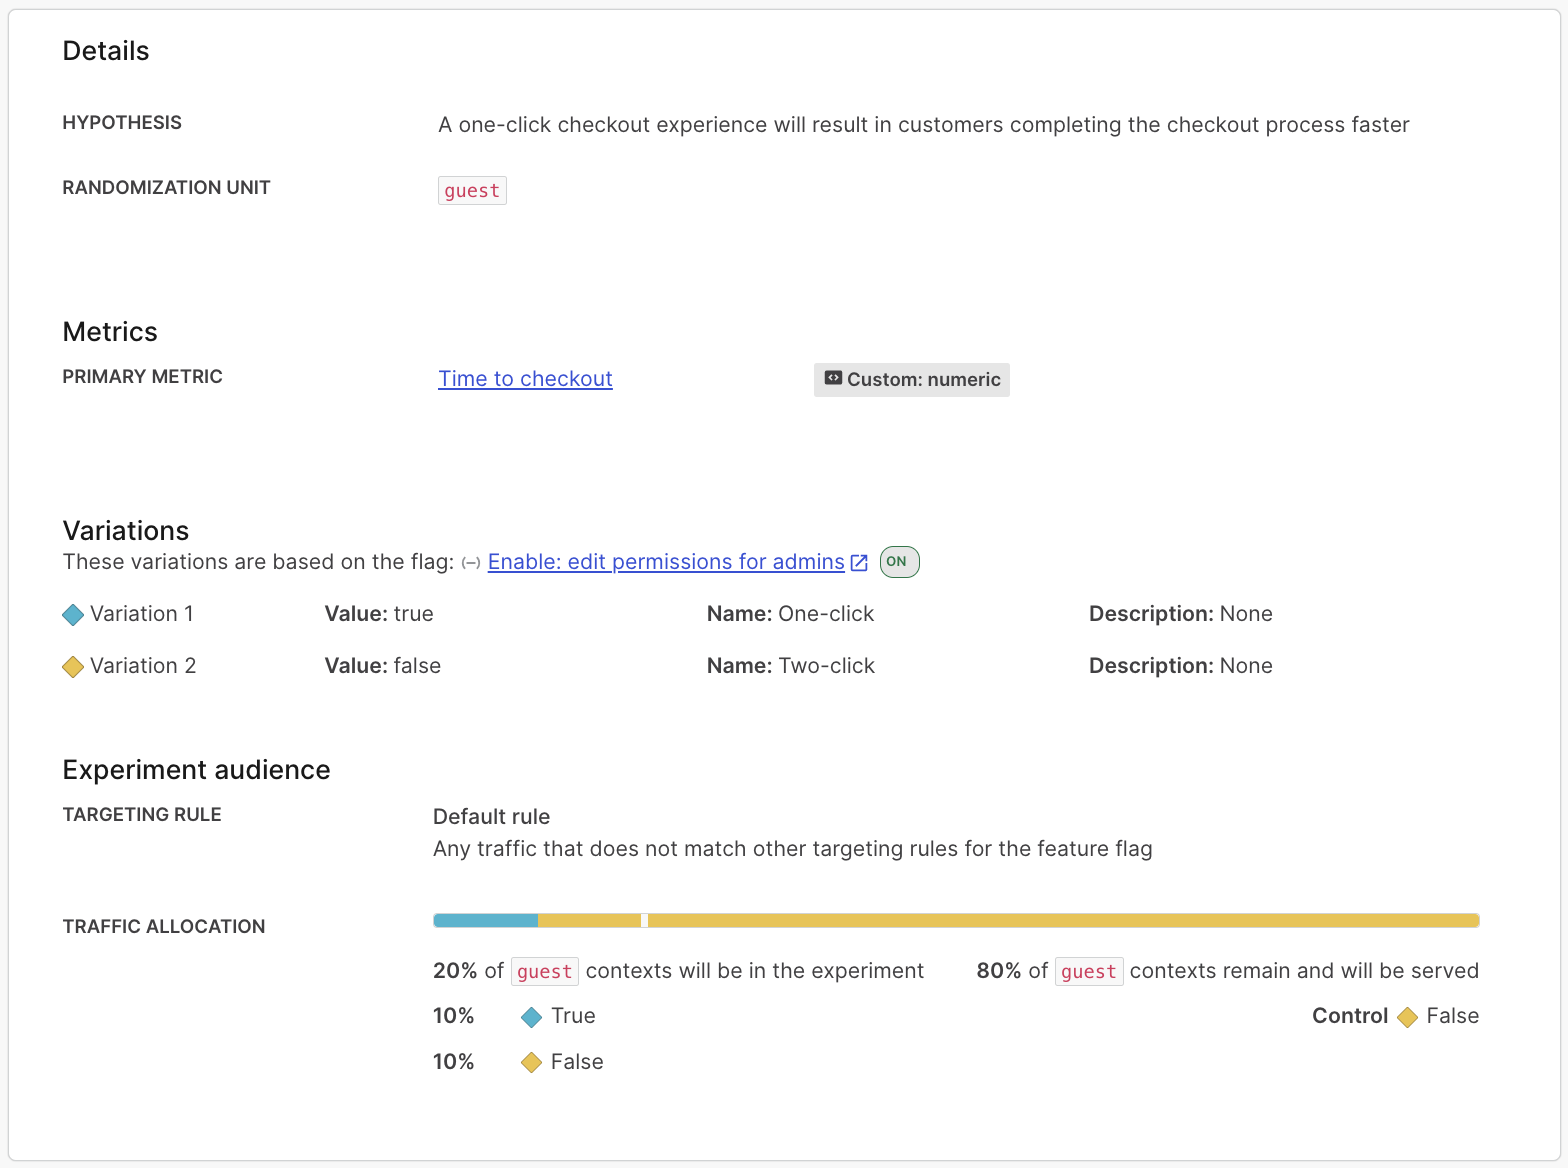 Details
HYPOTHESIS A one-click checkout experience will result in customers completing the checkout process faster
RANDOMIZATION UNIT guest
Metrics
PRIMARY METRIC Time to checkout Custom: numeric
Variations
These variations are based on the flag: Enable: edit permissions for admins ON
Variation 1 Value: true Name: One-click Description: None
Variation 2 Value: false Name: Two-click Description: None
Experiment audience
TARGETING RULE Default rule
Any traffic that does not match other targeting rules for the feature flag
TRAFFIC ALLOCATION
20% of guest contexts will be in the experiment 80% of guest contexts remain and will be served
10% True Control False
10% False